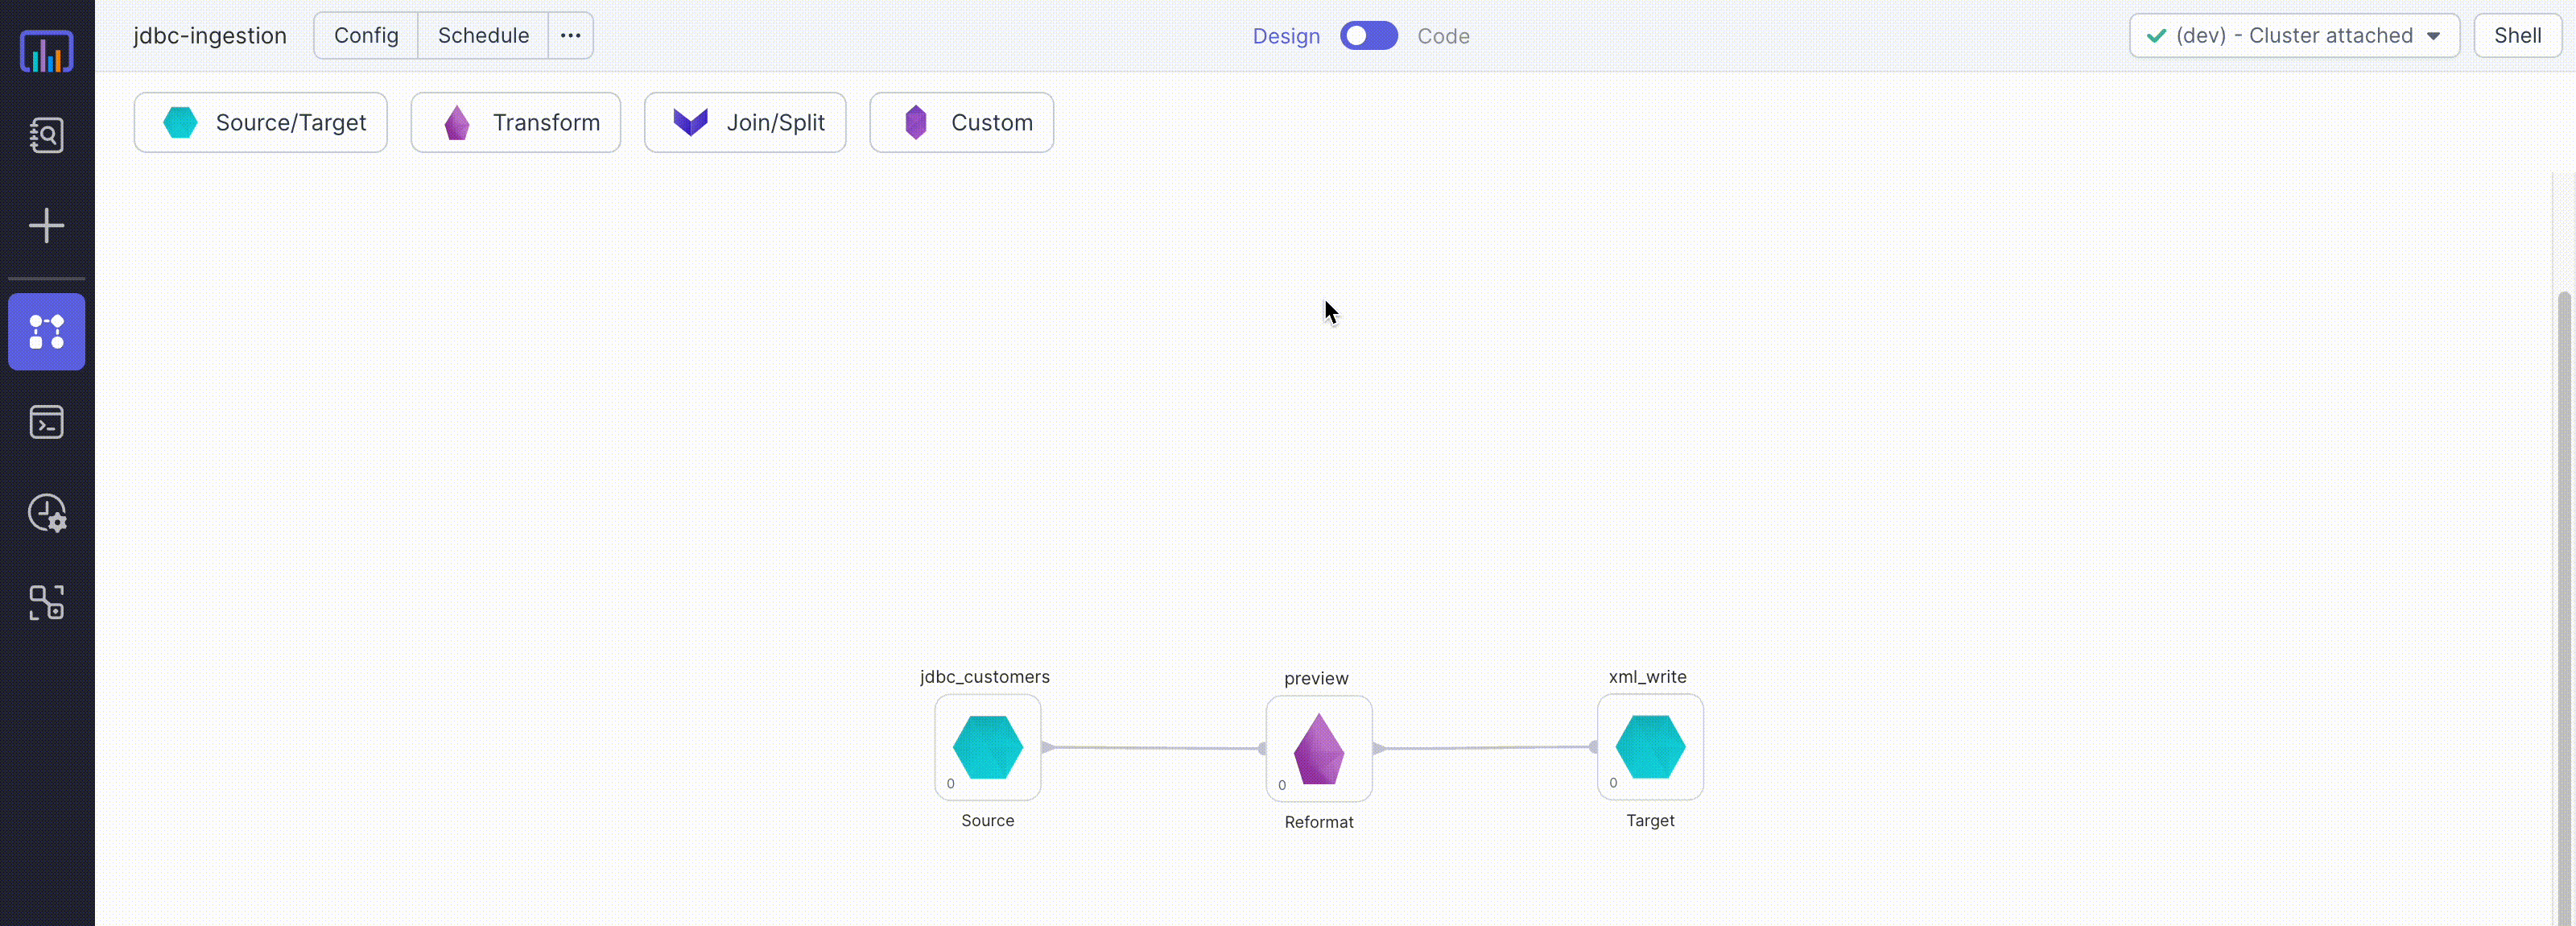 jdbc-ingestion Config Schedule ... Design Code (dev) - Cluster attached Shell
Source/Target Transform Join/Split Custom
jdbc_customers preview xml_write
0 0 0
Source Reformat Target